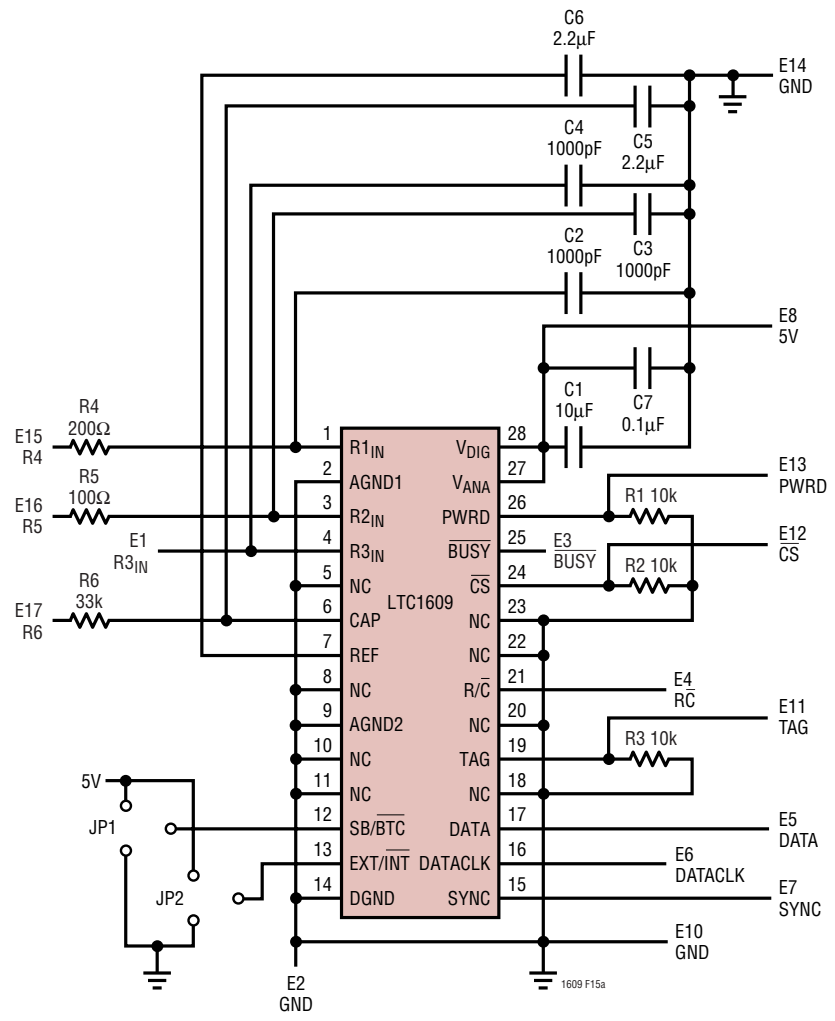 C6
2.2µF
E14
GND
C4
1000pF
C5
2.2µF
C2
1000pF
C3
1000pF
E8
5V
C1
10µF
C7
0.1µF
E15
R4
R4
200Ω
1
R1IN
VDIG
28
2
AGND1
VANA
27
E13
PWRD
E16
R5
R5
100Ω
3
R2IN
PWRD
26
R1 10k
E1
R3IN
4
R3IN
BUSY
25
E3
BUSY
E12
CS
5
NC
CS
24
R2 10k
LTC1609
E17
R6
R6
33k
6
CAP
NC
23
7
REF
NC
22
8
NC
R/C
21
E4
RC
9
AGND2
NC
20
E11
TAG
10
NC
TAG
19
R3 10k
11
NC
NC
18
5V
JP1
12
SB/BTC
DATA
17
E5
DATA
13
EXT/INT
DATACLK
16
E6
DATACLK
JP2
14
DGND
SYNC
15
E7
SYNC
E10
GND
E2
GND
1609 F15a